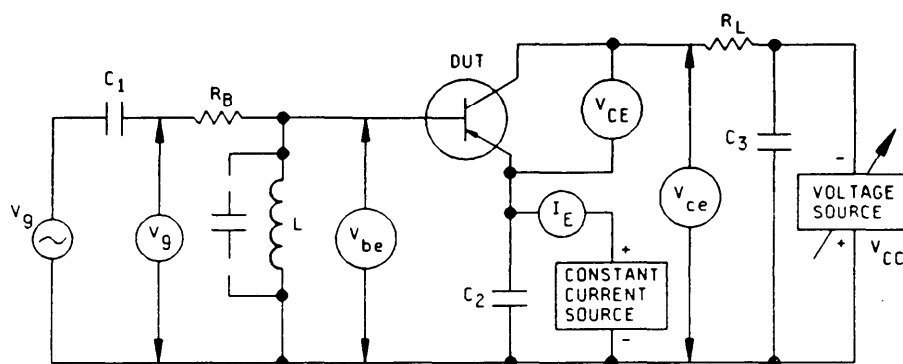 C1
RB
DUT
RL
VCE
C3
Vg
Vg
L
Vbe
IE
Vce
-
VOLTAGE
SOURCE
+
VCC
C2
+
CONSTANT
CURRENT
SOURCE
-